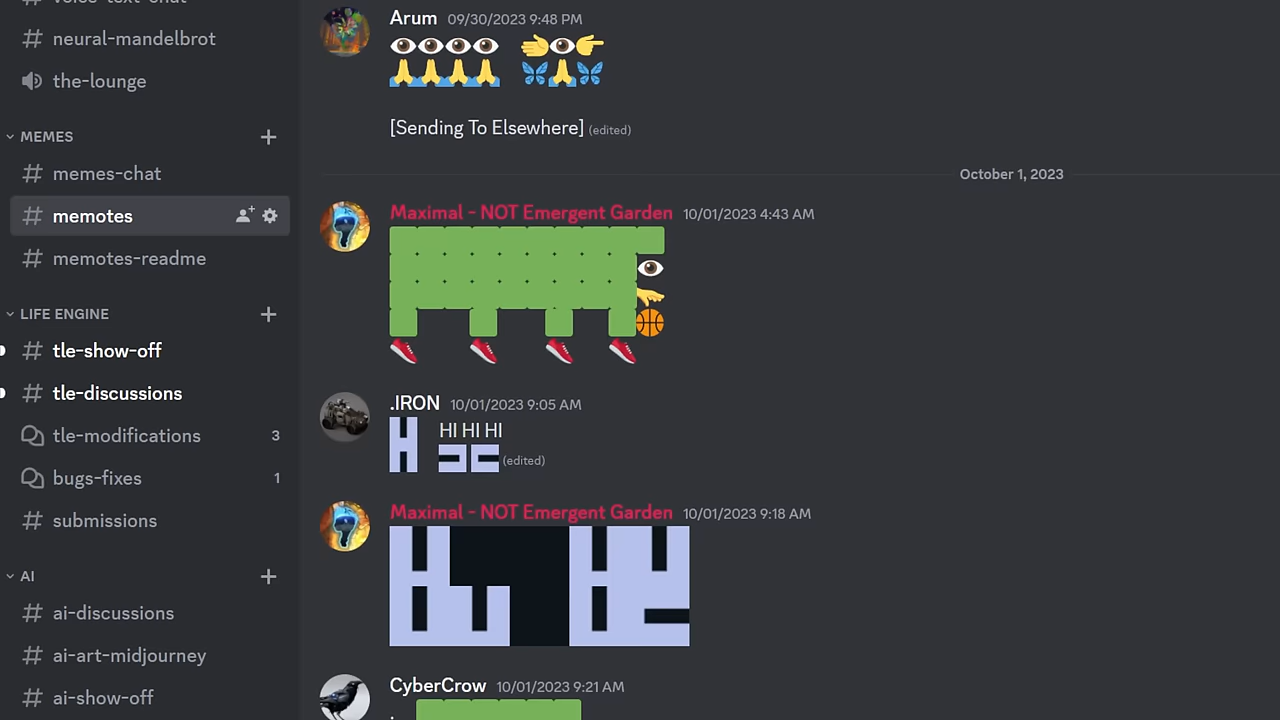 voice-text-chat
neural-mandelbrot
the-lounge
MEMES
memes-chat
memotes
memotes-readme
LIFE ENGINE
tle-show-off
tle-discussions
tle-modifications 3
bugs-fixes 1
submissions
AI
ai-discussions
ai-art-midjourney
ai-show-off
Arum 09/30/2023 9:48 PM
[Sending To Elsewhere] (edited)
October 1, 2023
Maximal - NOT Emergent Garden 10/01/2023 4:43 AM
.IRON 10/01/2023 9:05 AM
HI HI HI
(edited)
Maximal - NOT Emergent Garden 10/01/2023 9:18 AM
CyberCrow 10/01/2023 9:21 AM